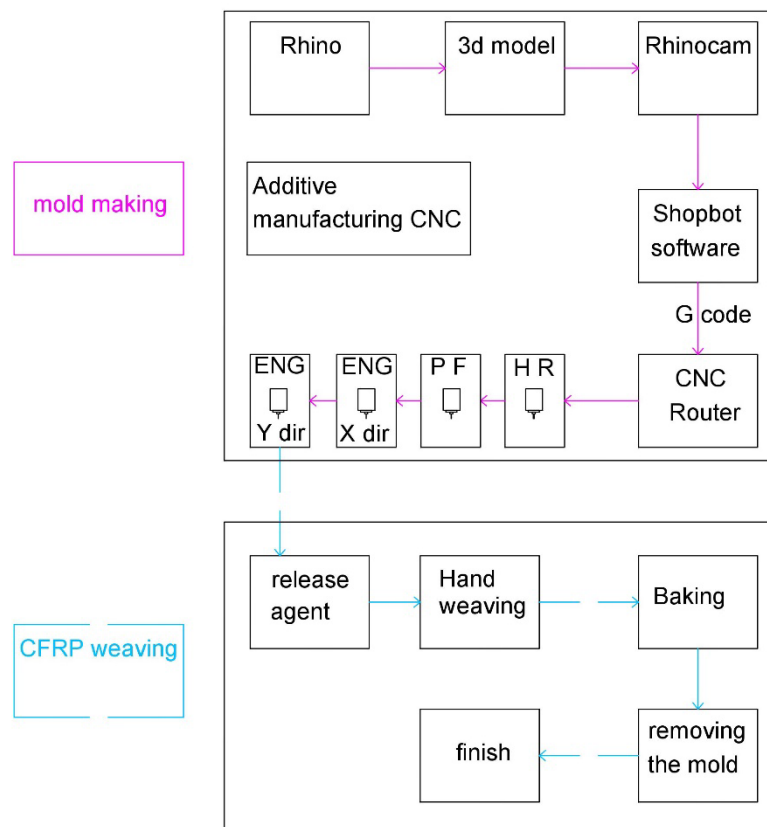 Rhino
3d model
Rhinocam
mold making
Additive
manufacturing CNC
Shopbot
software
G code
ENG
Y dir
ENG
X dir
P F
H R
CNC
Router
release
agent
Hand
weaving
Baking
CFRP weaving
finish
removing
the mold